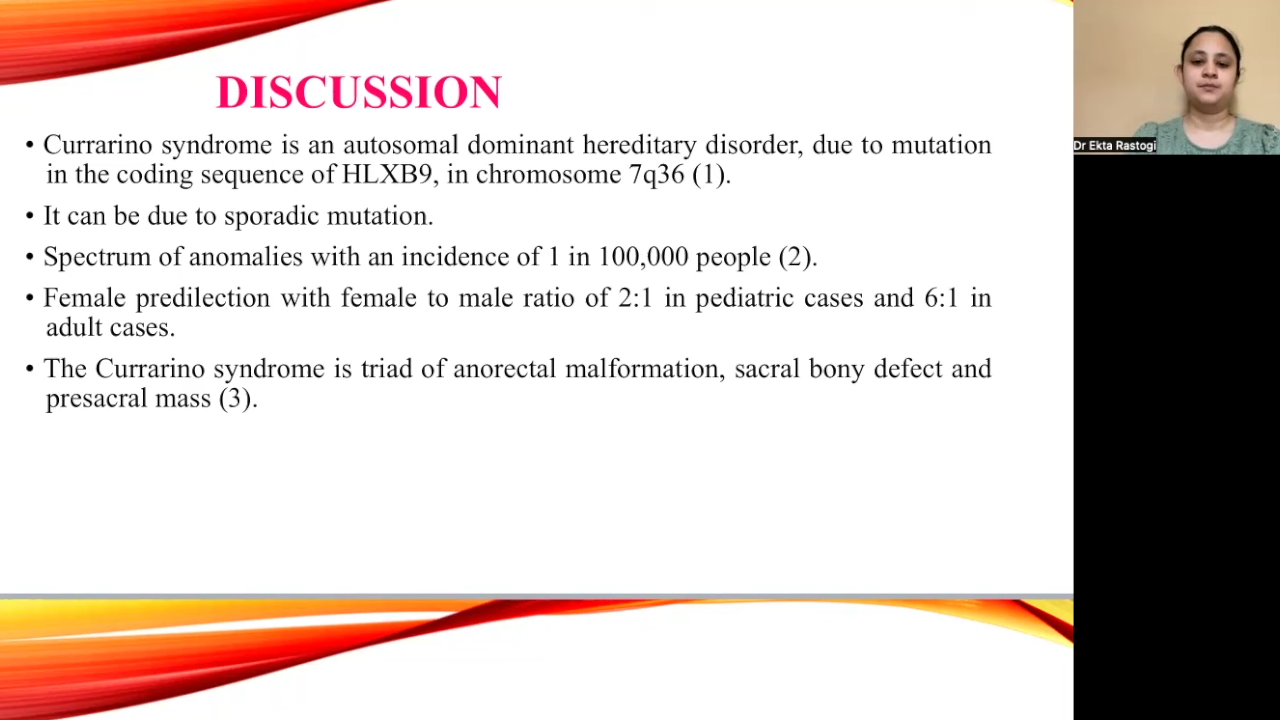 DISCUSSION
• Currarino syndrome is an autosomal dominant hereditary disorder, due to mutation
in the coding sequence of HLXB9, in chromosome 7q36 (1).
• It can be due to sporadic mutation.
• Spectrum of anomalies with an incidence of 1 in 100,000 people (2).
• Female predilection with female to male ratio of 2:1 in pediatric cases and 6:1 in
adult cases.
• The Currarino syndrome is triad of anorectal malformation, sacral bony defect and
presacral mass (3).
Dr Ekta Rastogi